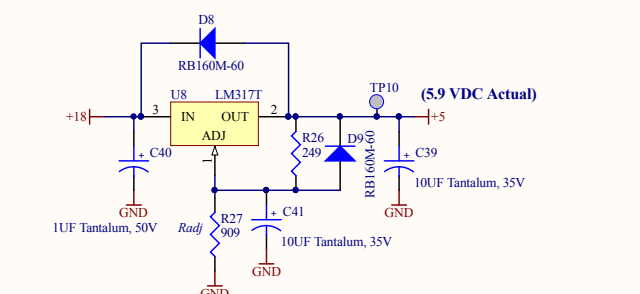 D8
RB160M-60
TP10
(5.9 VDC Actual)
U8 LM317T
+18 3 IN OUT 2 +5
ADJ
1
C40
R26
249
D9
RB160M-60
C39
GND
1UF Tantalum, 50V
10UF Tantalum, 35V
GND
Radj
R27
909
C41
10UF Tantalum, 35V
GND
GND